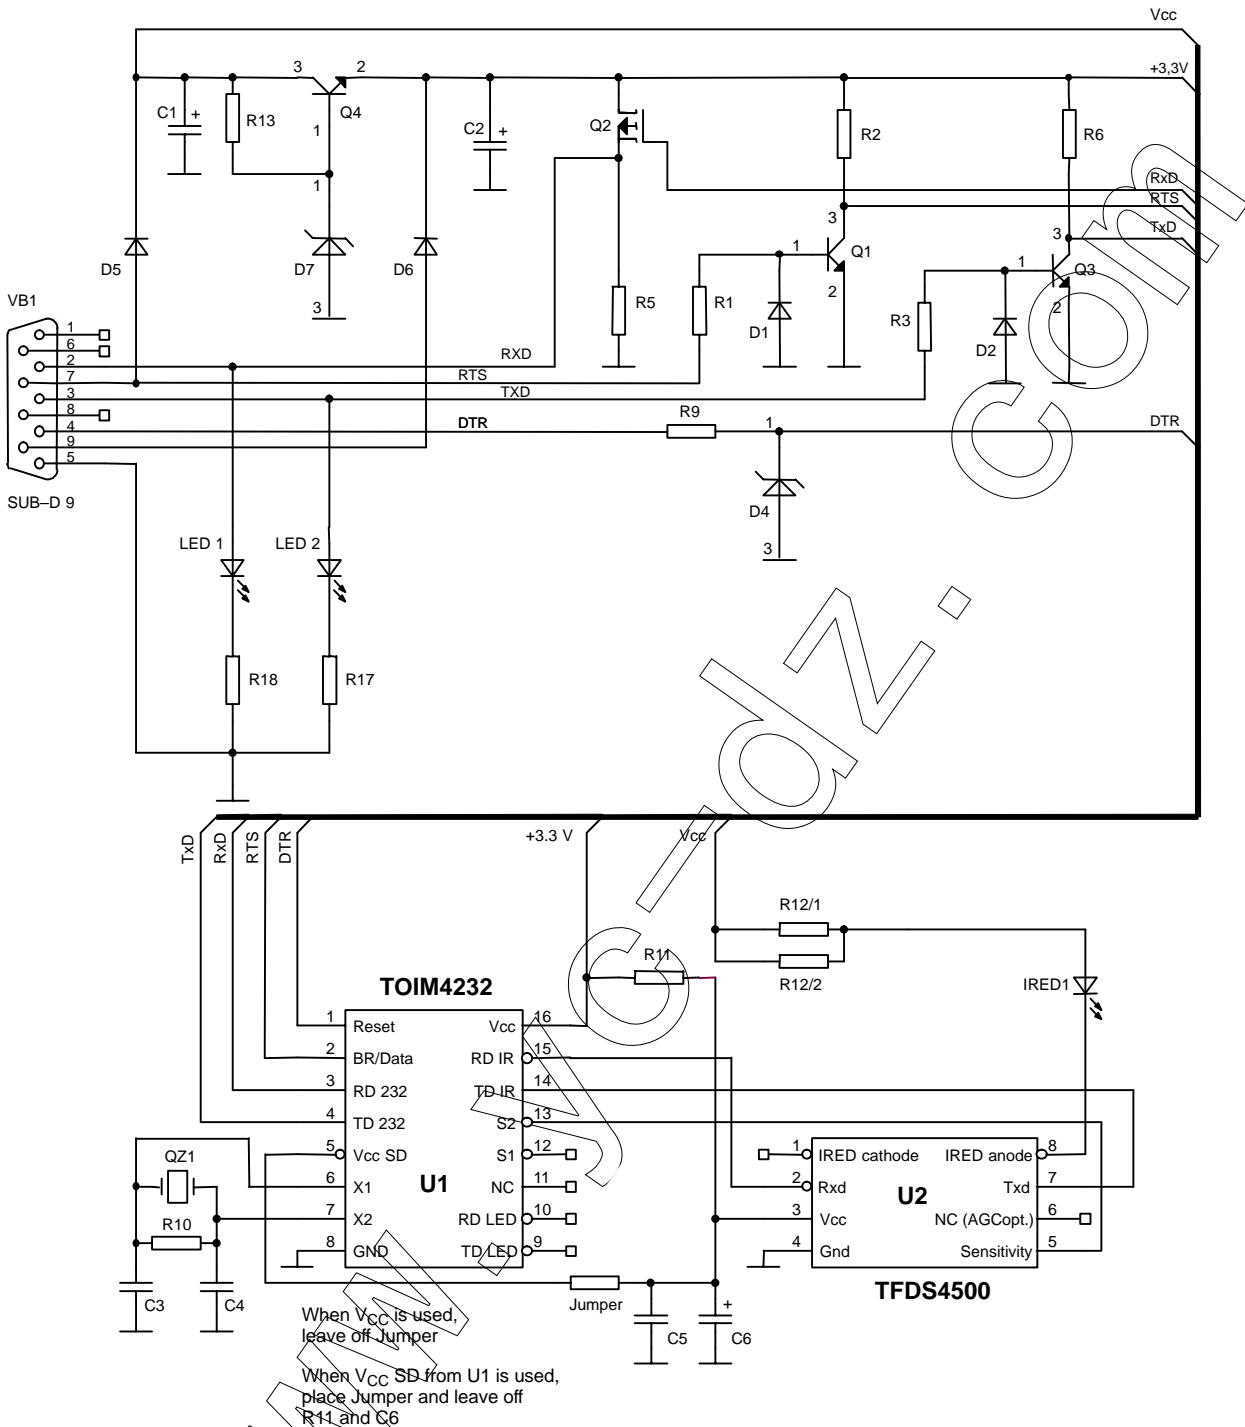 Vcc
3
2
+3,3V
C1
+
R13
Q4
1
C2
+
Q2
R2
R6
1
RxD
RTS
TxD
3
Q1
1
2
3
Q3
1
2
D5
D7
D6
3
R5
R1
D1
R3
D2
VB1
1
6
2
7
3
8
4
9
5
RXD
RTS
TXD
DTR
R9
1
DTR
SUB–D 9
D4
3
LED 1
LED 2
R18
R17
TxD
RxD
RTS
DTR
+3.3 V
Vcc
R12/1
R11
R12/2
IRED1
TOIM4232
1
Reset
Vcc
16
2
BR/Data
RD IR
15
3
RD 232
TD IR
14
4
TD 232
S2
13
5
Vcc SD
S1
12
6
X1
U1
NC
11
7
X2
RD LED
10
8
GND
TD LED
9
QZ1
R10
C3
C4
1
IRED cathode
IRED anode
8
2
Rxd
U2
Txd
7
3
Vcc
NC (AGCopt.)
6
4
Gnd
Sensitivity
5
TFDS4500
Jumper
C5
+
C6
When VCC is used,
leave off Jumper
When VCC SD from U1 is used,
place Jumper and leave off
R11 and C6